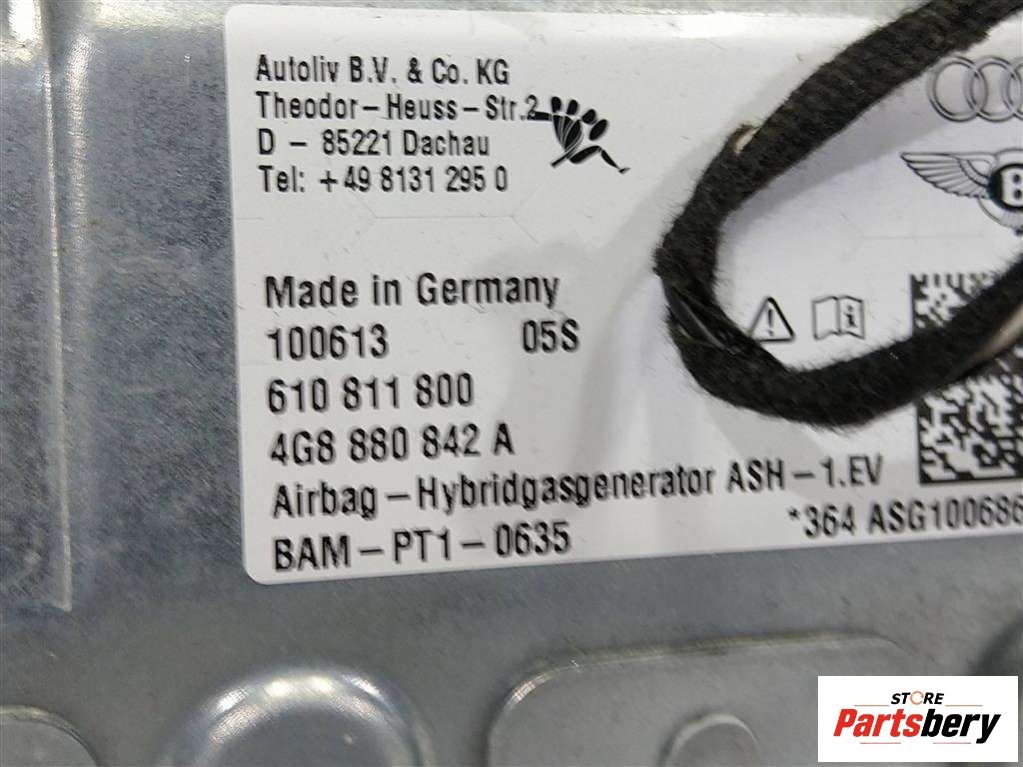 Autoliv B.V. & Co. KG
Theodor-Heuss-Str.2
D - 85221 Dachau
Tel: +49 8131 295 0
B
Made in Germany
100613 05S
610 811 800
4G8 880 842 A
Airbag-Hybridgasgenerator ASH-1.EV
*364 ASG100686
BAM-PT1-0635
STORE
Partsbery